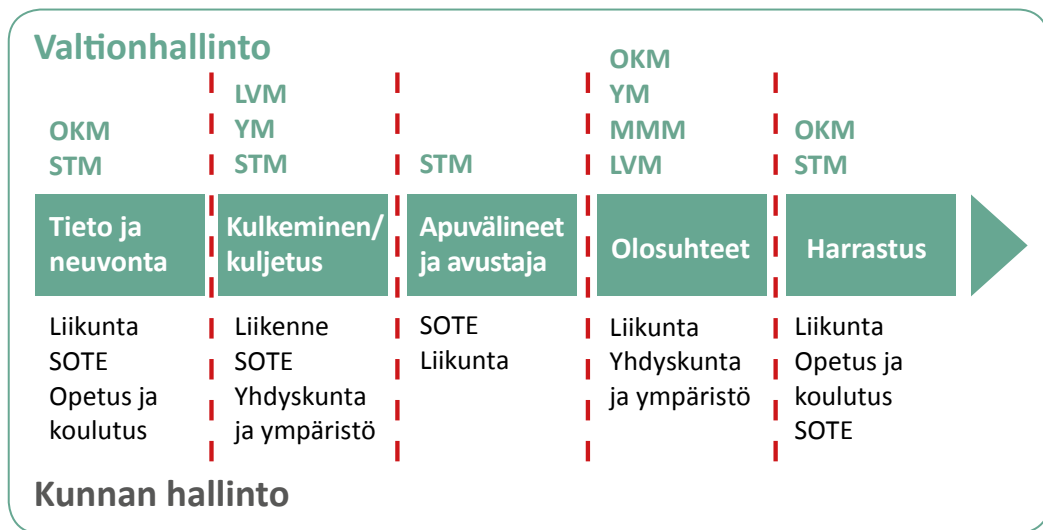 Valtionhallinto
OKM
STM
LVM
YM
STM
STM
OKM
YM
MMM
LVM
OKM
STM
Tieto ja
neuvonta
Kulkeminen/
kuljetus
Apuvälineet
ja avustaja
Olosuhteet
Harrastus
Liikunta
SOTE
Opetus ja
koulutus
Liikenne
SOTE
Yhdyskunta
ja ympäristö
SOTE
Liikunta
Liikunta
Yhdyskunta
ja ympäristö
Liikunta
Opetus ja
koulutus
SOTE
Kunnan hallinto